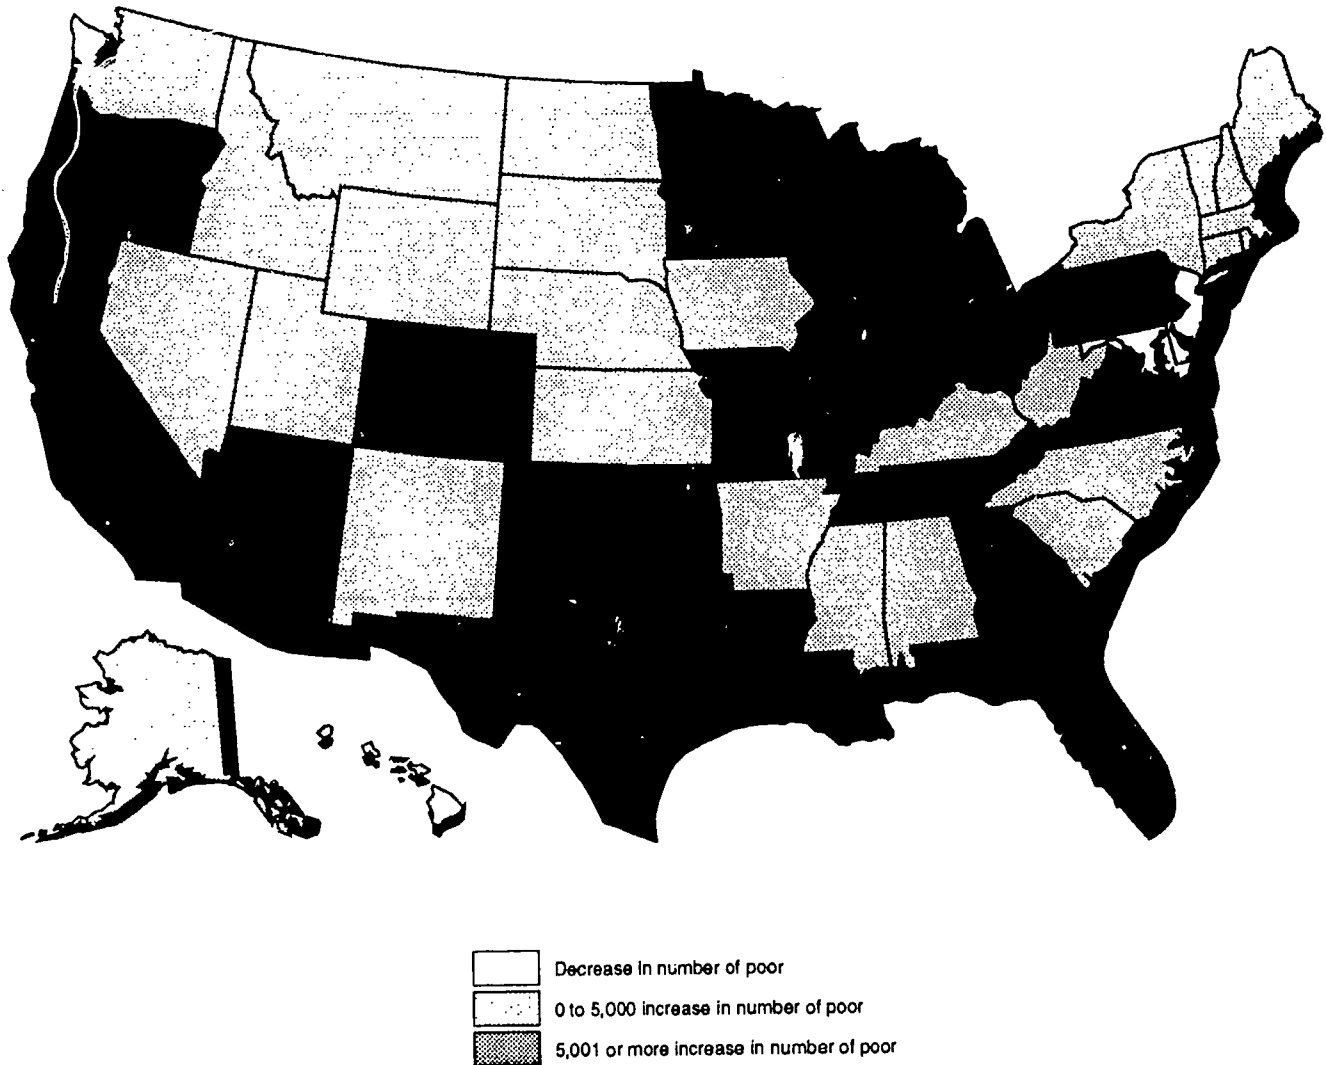 Decrease in number of poor
0 to 5,000 increase in number of poor
5,001 or more increase in number of poor